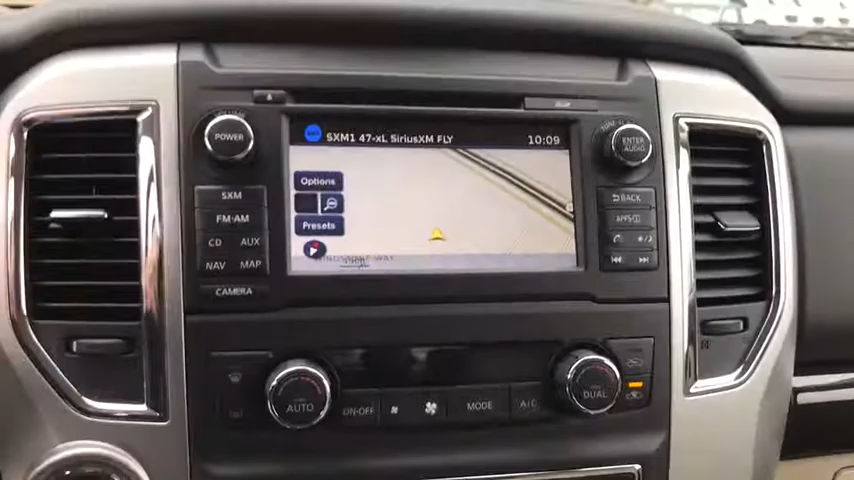 VOLUME
POWER
SXM
FM·AM
CD AUX
NAV MAP
CAMERA
SXM1 47-XL SiriusXM FLY 10:09
Options
Presets
ENTER
AUDIO
BACK
APPS
AUTO
ON·OFF
MODE
A/C
DUAL